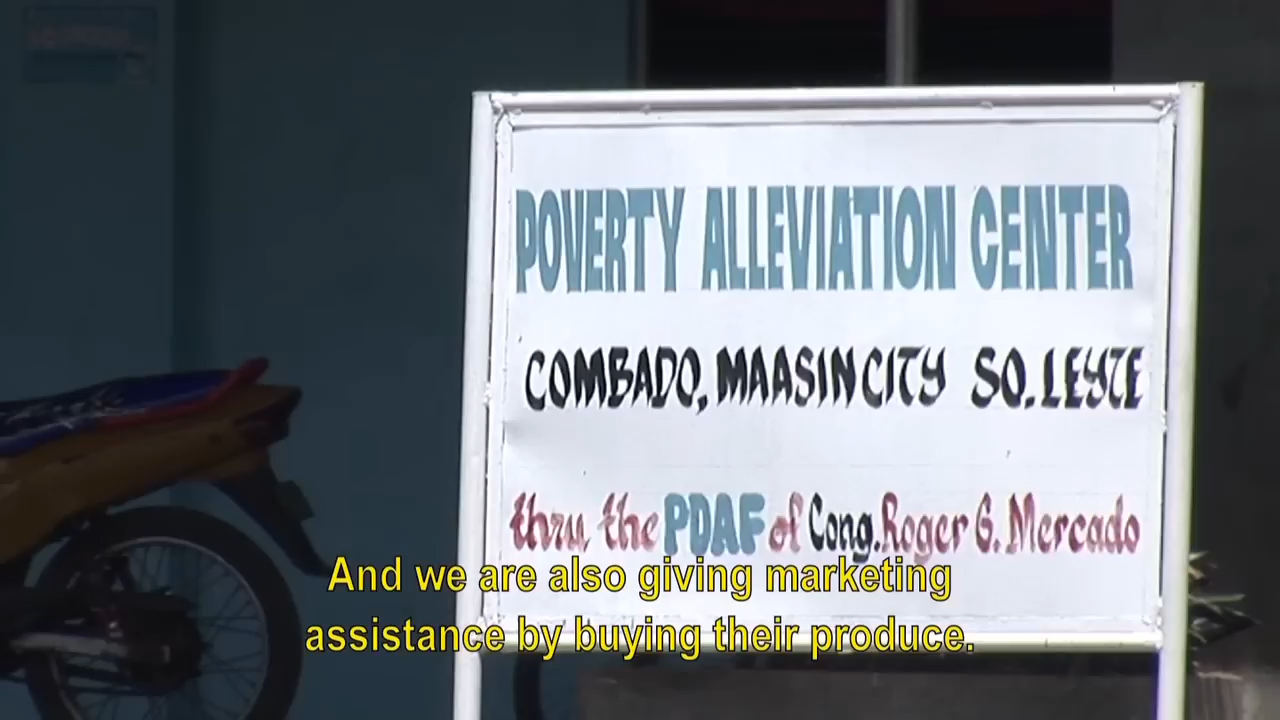 POVERTY ALLEVIATION CENTER
COMBADO, MAASIN CITY SO. LEYTE
thru the PDAF of Cong. Roger G. Mercado
And we are also giving marketing
assistance by buying their produce.